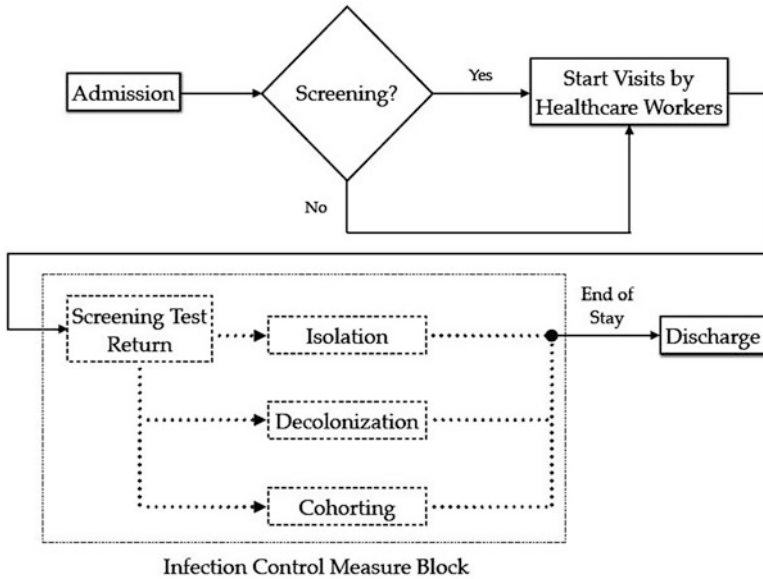 Admission
Screening?
Yes
Start Visits by
Healthcare Workers
No
Screening Test
Return
Isolation
End of
Stay
Discharge
Decolonization
Cohorting
Infection Control Measure Block